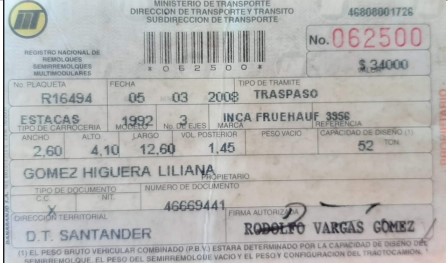 MINISTERIO DE TRANSPORTE
DIRECCION DE TRANSPORTE Y TRANSITO
SUBDIRECCION DE TRANSPORTE
46808001726
REGISTRO NACIONAL DE
REMOLQUES
SEMIRREMOLQUES
MULTIMODULARES
* 0 6 2 5 0 0 *
No. 062500
$ 34000
No. PLAQUETA FECHA TIPO DE TRAMITE
R16494 05 03 2008 TRASPASO
ESTACAS 1992 3 INCA FRUEHAUF 3S56
TIPO DE CARROCERIA MODELO No. DE EJES MARCA REFERENCIA
ANCHO ALTO LARGO VOL. POSTERIOR PESO VACIO CAPACIDAD DE DISEÑO (1)
2,60 4,10 12,60 1,45 52 TON.
GOMEZ HIGUERA LILIANA
PROPIETARIO
TIPO DE DOCUMENTO NUMERO DE DOCUMENTO
C.C. NIT.
X 46669441
DIRECCION TERRITORIAL FIRMA AUTORIZADA
D.T. SANTANDER RODOLFO VARGAS GOMEZ
(1) EL PESO BRUTO VEHICULAR COMBINADO (P.B.V.) ESTARA DETERMINADO POR LA CAPACIDAD DE DISEÑO DEL
SEMIRREMOLQUE, EL PESO DEL SEMIRREMOLQUE VACIO Y EL PESO Y CONFIGURACION DEL TRACTOCAMION.